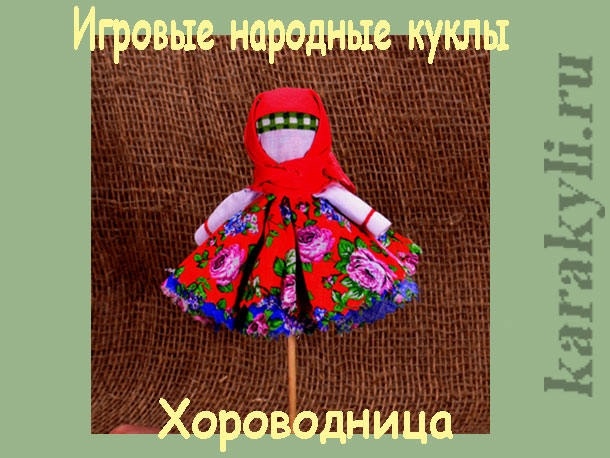 Игровые народные куклы
Хороводница
karakyli.ru